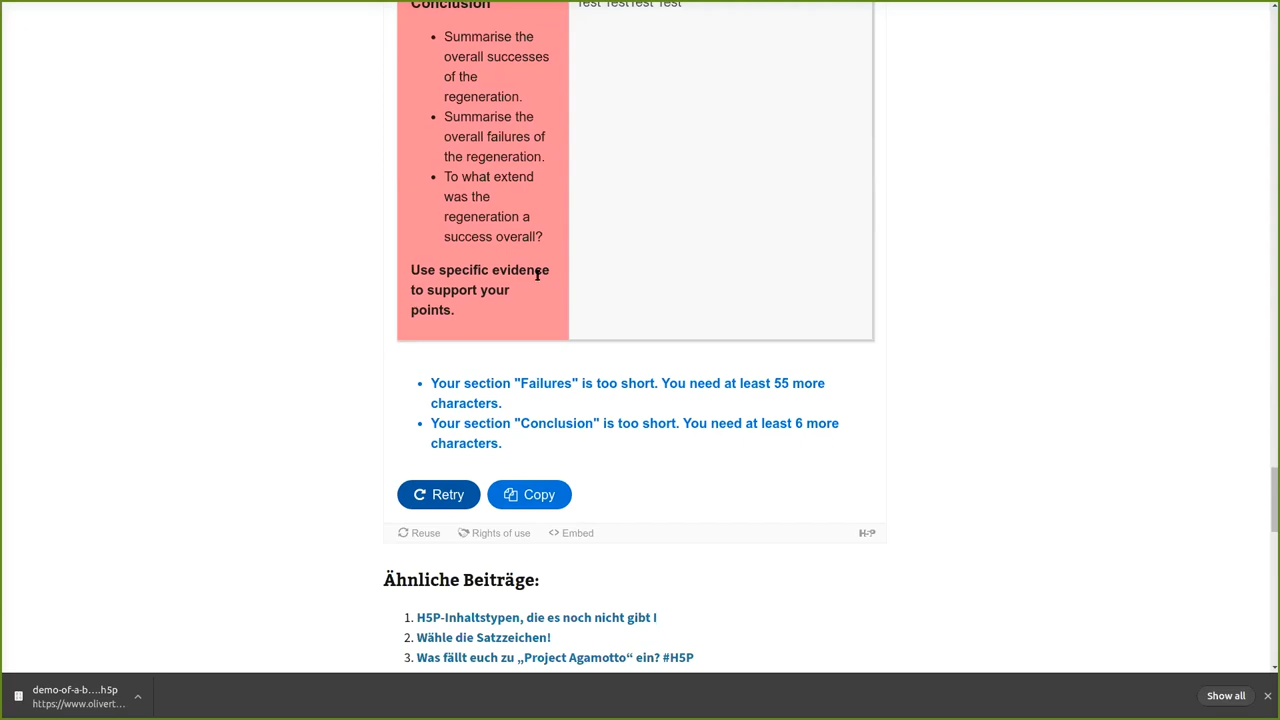 Conclusion
Test TestTest Test
• Summarise the
overall successes
of the
regeneration.
• Summarise the
overall failures of
the regeneration.
• To what extend
was the
regeneration a
success overall?
Use specific evidence
to support your
points.
• Your section "Failures" is too short. You need at least 55 more
characters.
• Your section "Conclusion" is too short. You need at least 6 more
characters.
Retry Copy
Reuse Rights of use <> Embed H5P
Ähnliche Beiträge:
1. H5P-Inhaltstypen, die es noch nicht gibt I
2. Wähle die Satzzeichen!
3. Was fällt euch zu „Project Agamotto“ ein? #H5P
demo-of-a-b....h5p
https://www.olivert...
Show all